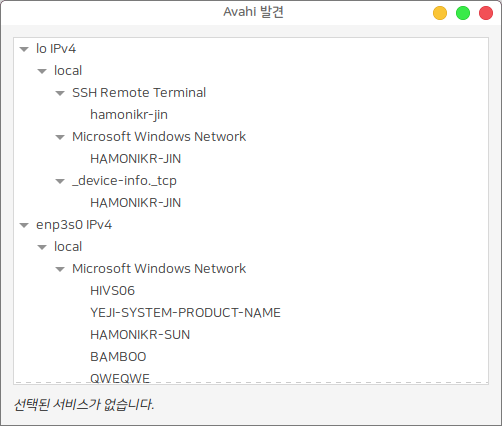 Avahi 발견
lo IPv4
local
SSH Remote Terminal
hamonikr-jin
Microsoft Windows Network
HAMONIKR-JIN
_device-info._tcp
HAMONIKR-JIN
enp3s0 IPv4
local
Microsoft Windows Network
HIVS06
YEJI-SYSTEM-PRODUCT-NAME
HAMONIKR-SUN
BAMBOO
QWEQWE
선택된 서비스가 없습니다.